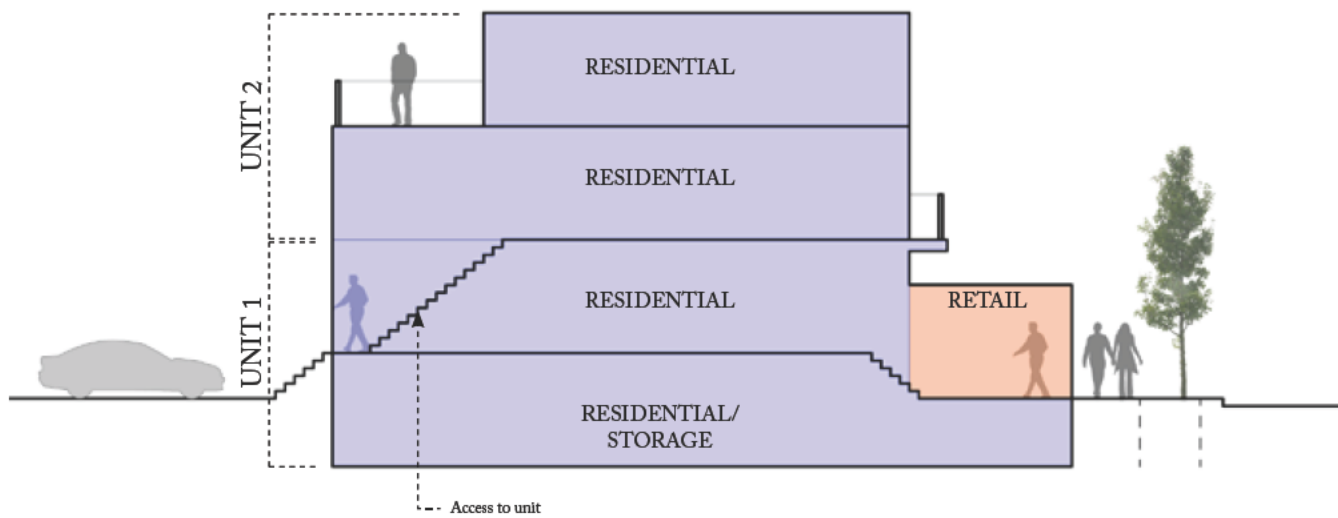 RESIDENTIAL
UNIT 2
RESIDENTIAL
RESIDENTIAL
RETAIL
UNIT 1
RESIDENTIAL/
STORAGE
Access to unit